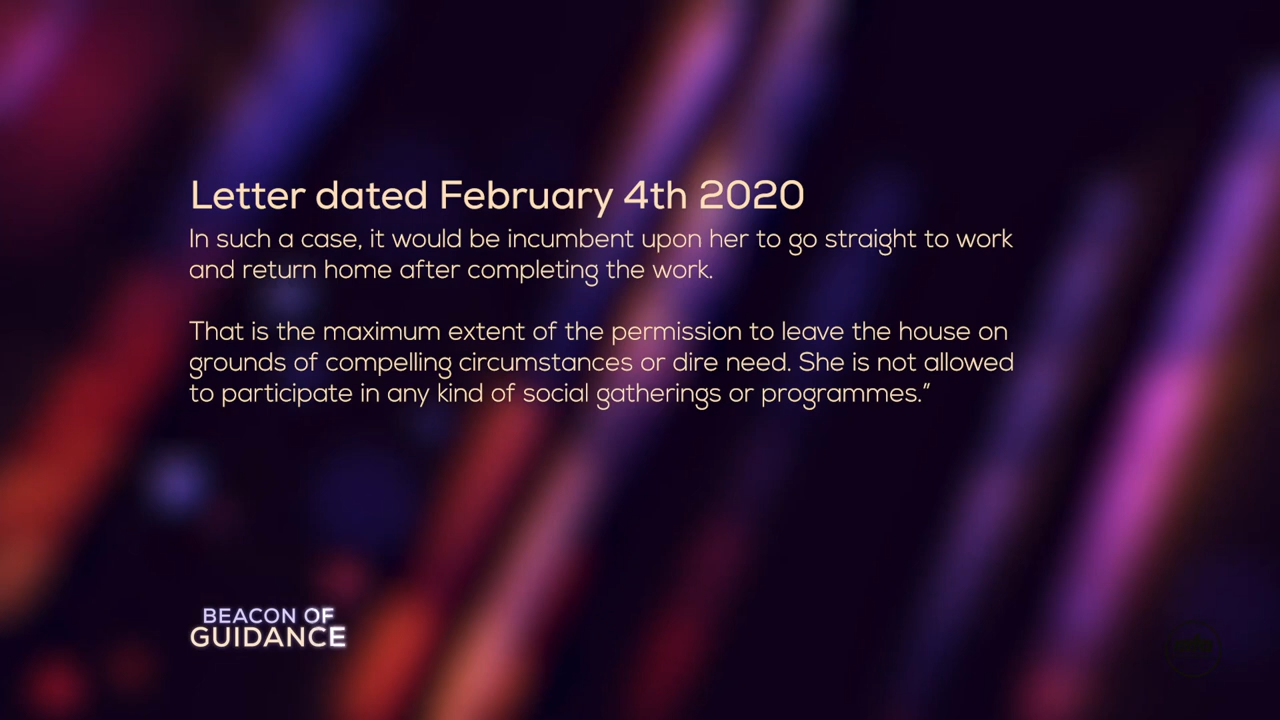 Letter dated February 4th 2020
In such a case, it would be incumbent upon her to go straight to work
and return home after completing the work.
That is the maximum extent of the permission to leave the house on
grounds of compelling circumstances or dire need. She is not allowed
to participate in any kind of social gatherings or programmes.”
BEACON OF
GUIDANCE